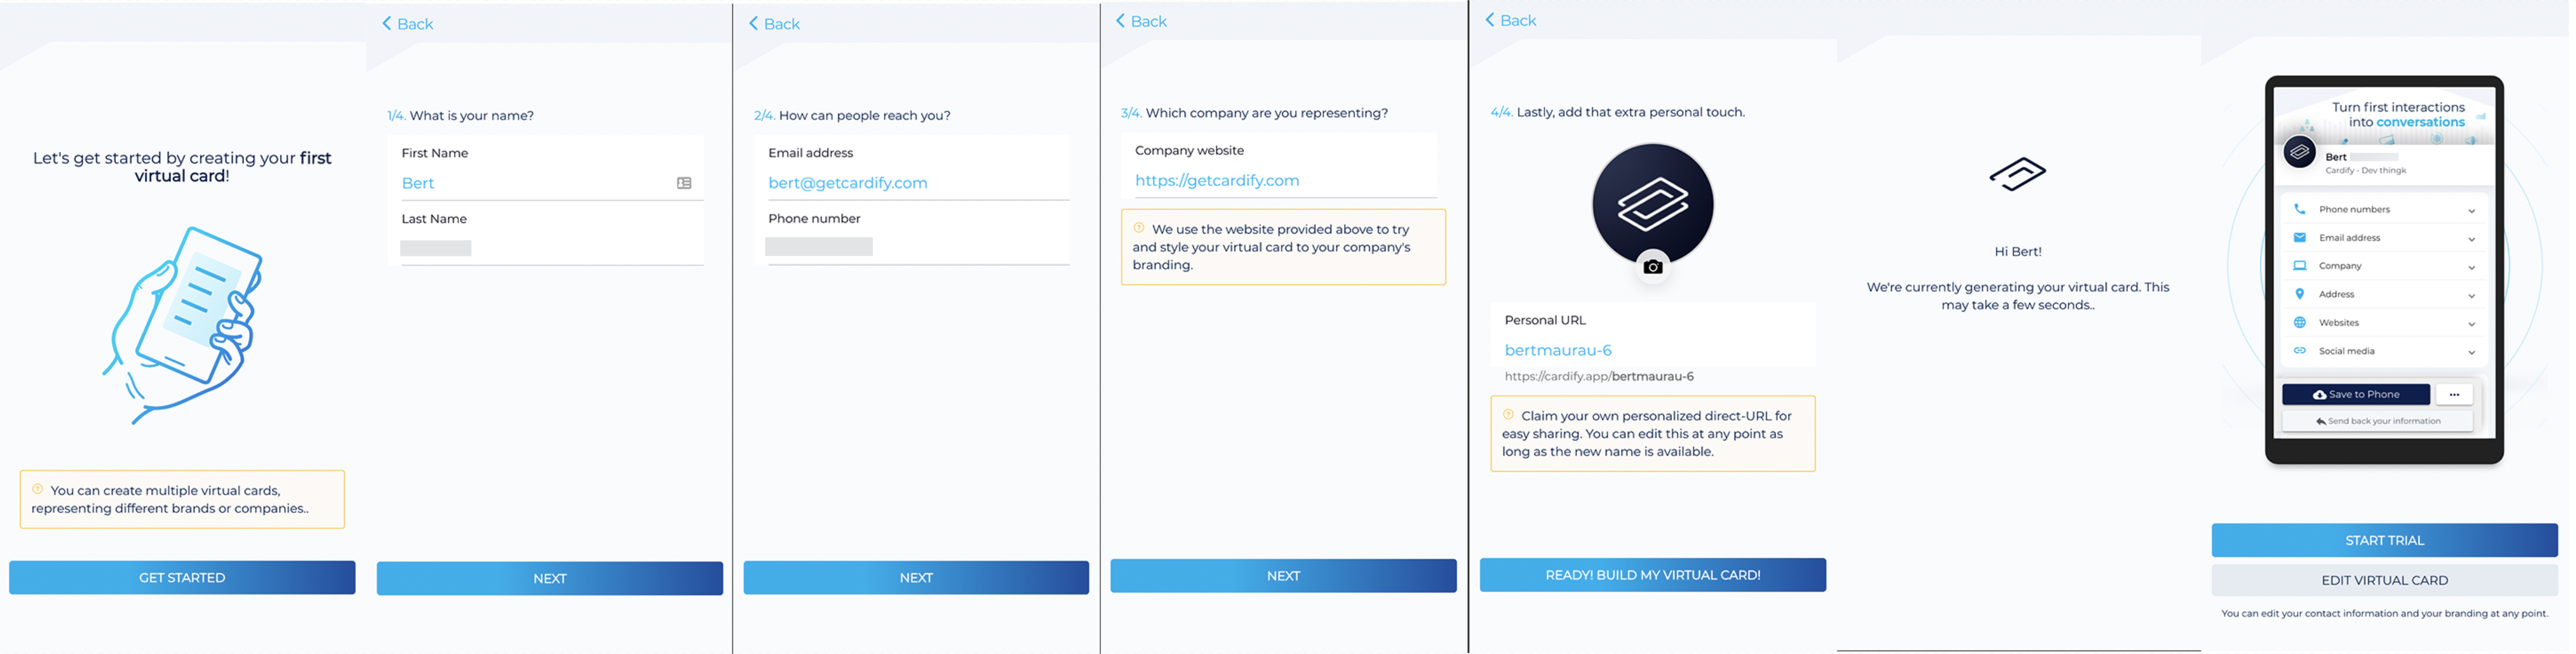 Let's get started by creating your first
virtual card!
You can create multiple virtual cards,
representing different brands or companies..
GET STARTED
Back
1/4. What is your name?
First Name
Bert
Last Name
NEXT
Back
2/4. How can people reach you?
Email address
bert@getcardify.com
Phone number
NEXT
Back
3/4. Which company are you representing?
Company website
https://getcardify.com
We use the website provided above to try
and style your virtual card to your company's
branding.
NEXT
Back
4/4. Lastly, add that extra personal touch.
Personal URL
bertmaurau-6
https://cardify.app/bertmaurau-6
Claim your own personalized direct-URL for
easy sharing. You can edit this at any point as
long as the new name is available.
READY! BUILD MY VIRTUAL CARD!
Hi Bert!
We're currently generating your virtual card. This
may take a few seconds..
Turn first interactions
into conversations
Bert
Cardify - Dev thingk
Phone numbers
Email address
Company
Address
Websites
Social media
Save to Phone
Send back your information
START TRIAL
EDIT VIRTUAL CARD
You can edit your contact information and your branding at any point.